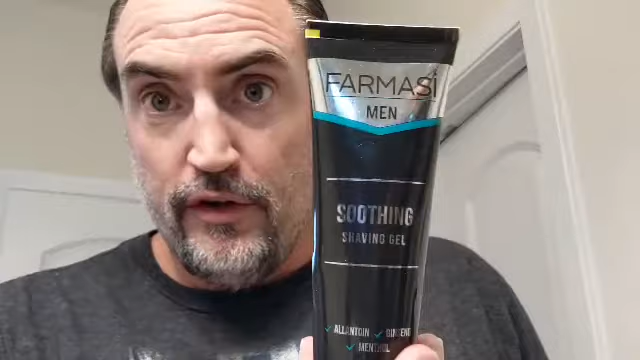 FARMASİ
MEN
SOOTHING
SHAVING GEL
✓ ALLANTOIN ✓ GINSENG
✓ MENTHOL